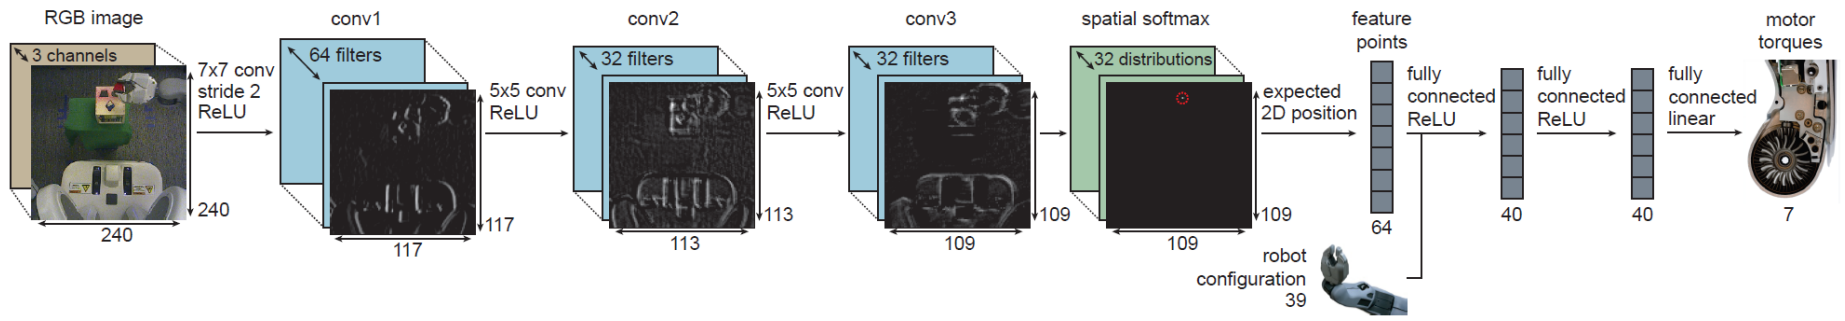 RGB image
3 channels
240
240
7x7 conv
stride 2
ReLU
conv1
64 filters
117
117
5x5 conv
ReLU
conv2
32 filters
113
113
5x5 conv
ReLU
conv3
32 filters
109
109
spatial softmax
32 distributions
109
109
expected
2D position
feature
points
64
robot
configuration
39
fully
connected
ReLU
40
fully
connected
ReLU
40
fully
connected
linear
motor
torques
7